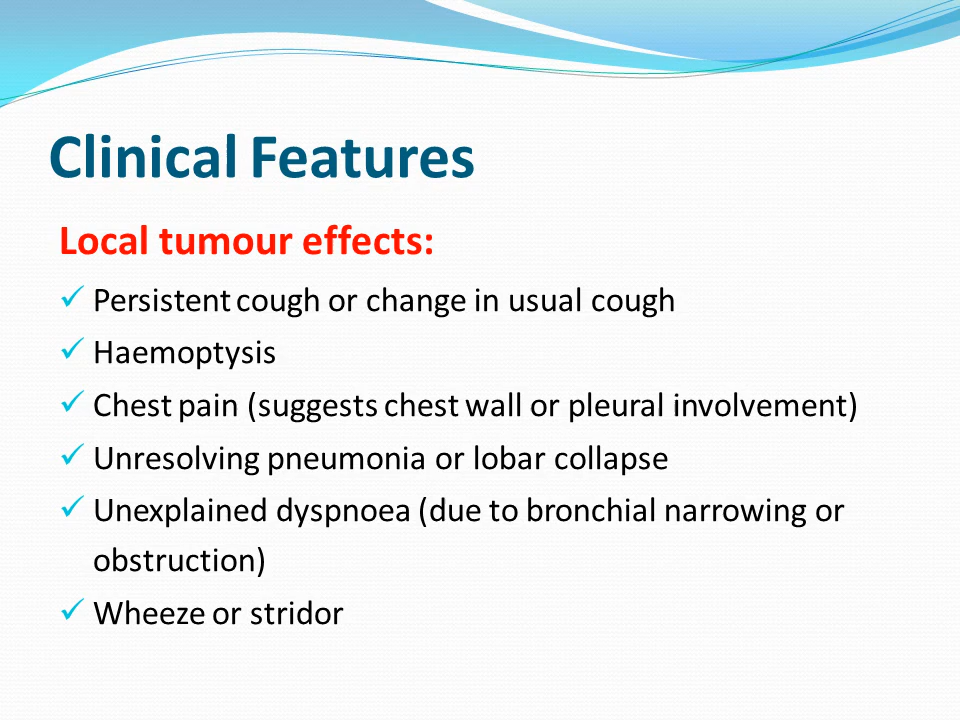 Clinical Features
Local tumour effects:
✓ Persistent cough or change in usual cough
✓ Haemoptysis
✓ Chest pain (suggests chest wall or pleural involvement)
✓ Unresolving pneumonia or lobar collapse
✓ Unexplained dyspnoea (due to bronchial narrowing or
obstruction)
✓ Wheeze or stridor